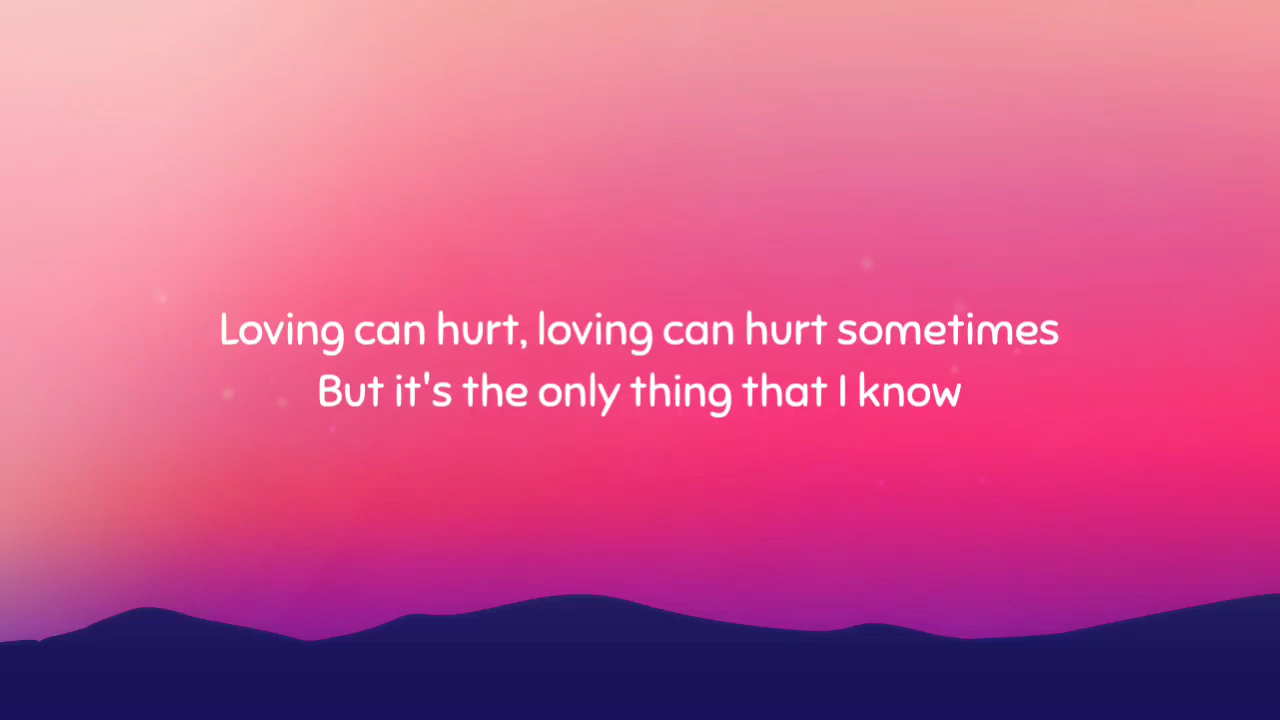 Loving can hurt, loving can hurt sometimes
But it's the only thing that I know